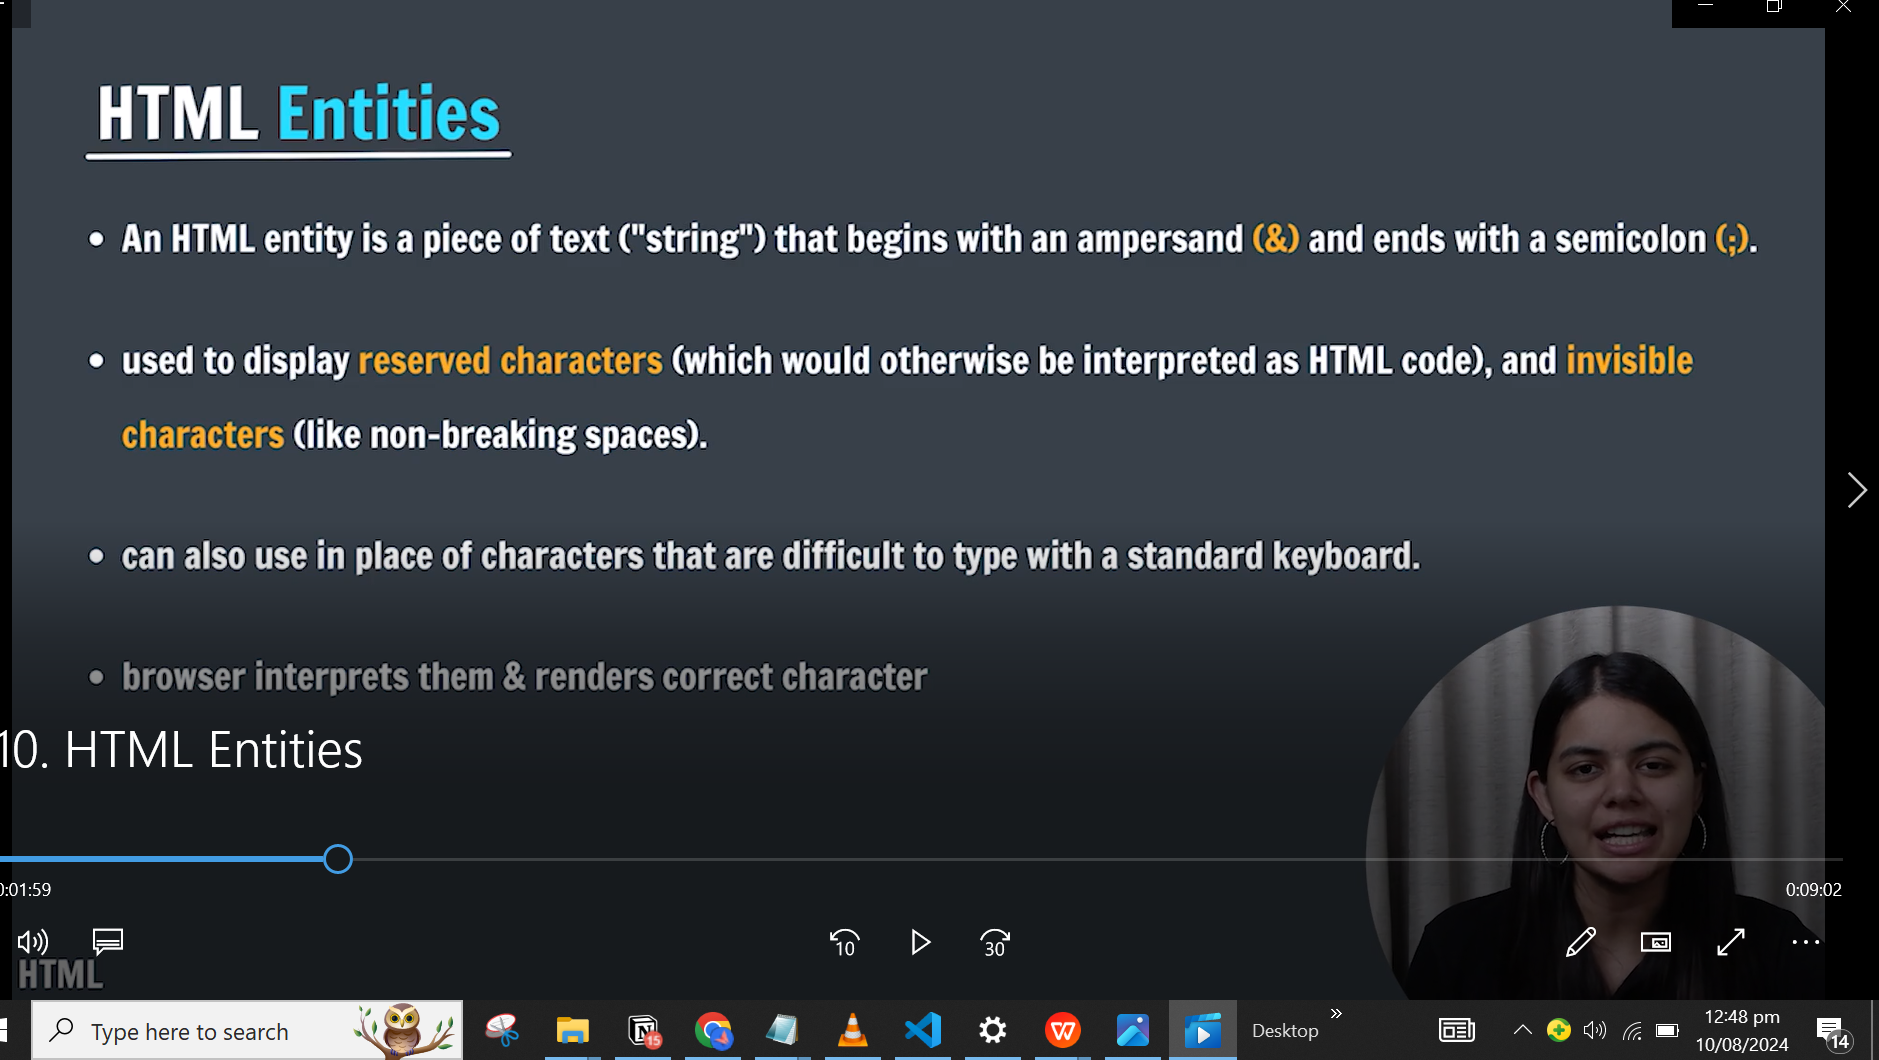 HTML Entities
• An HTML entity is a piece of text ("string") that begins with an ampersand (&) and ends with a semicolon (;).
• used to display reserved characters (which would otherwise be interpreted as HTML code), and invisible
characters (like non-breaking spaces).
• can also use in place of characters that are difficult to type with a standard keyboard.
• browser interprets them & renders correct character
10. HTML Entities
0:01:59
0:09:02
10
30
HTML
Type here to search
15
Desktop
12:48 pm
10/08/2024
14